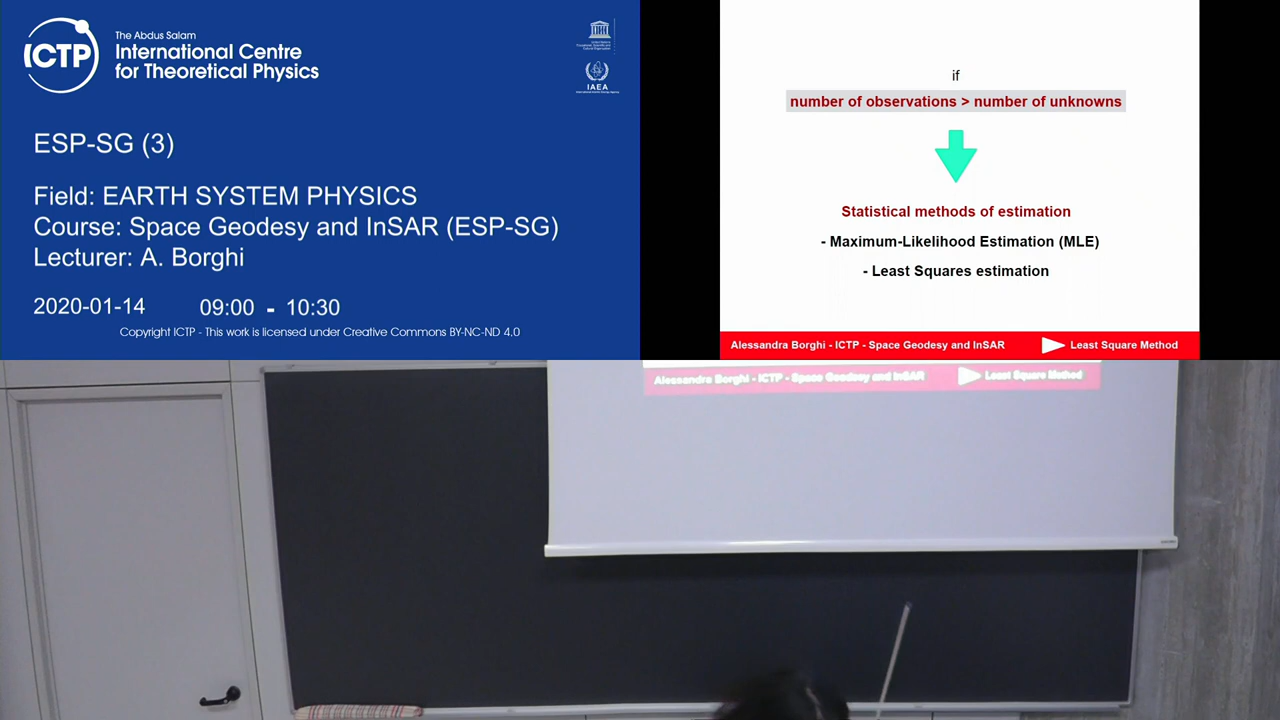 The Abdus Salam
ICTP
International Centre
for Theoretical Physics
IAEA
ESP-SG (3)
Field: EARTH SYSTEM PHYSICS
Course: Space Geodesy and InSAR (ESP-SG)
Lecturer: A. Borghi
2020-01-14 09:00 - 10:30
Copyright ICTP - This work is licensed under Creative Commons BY-NC-ND 4.0
if
number of observations > number of unknowns
Statistical methods of estimation
- Maximum-Likelihood Estimation (MLE)
- Least Squares estimation
Alessandra Borghi - ICTP - Space Geodesy and InSAR Least Square Method
Alessandra Borghi - ICTP - Space Geodesy and InSAR Least Square Method